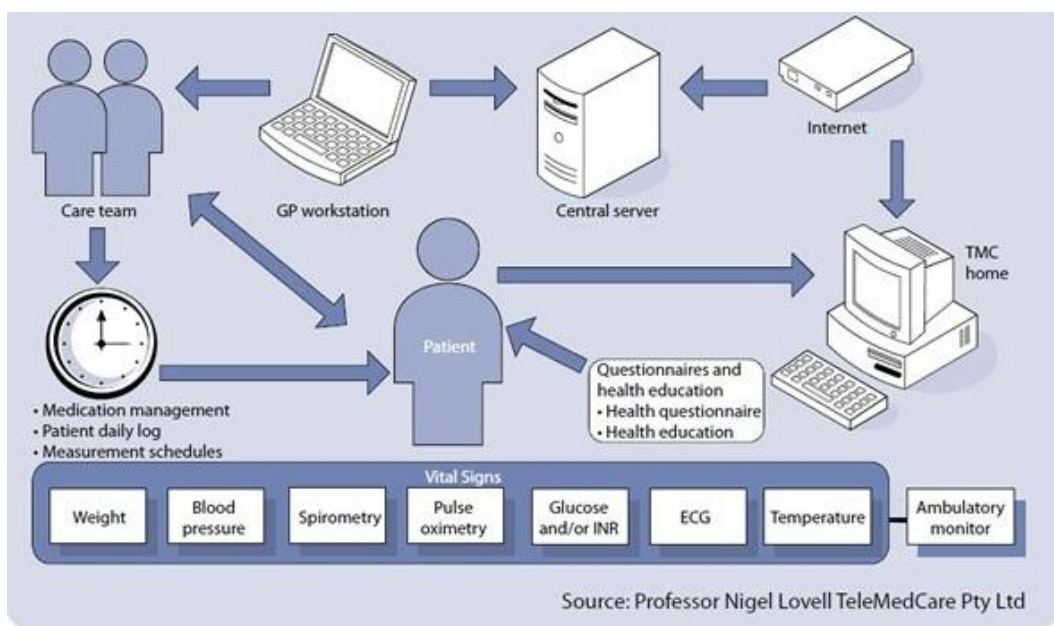 Care team
GP workstation
Central server
Internet
TMC
home
Patient
Questionnaires and
health education
• Health questionnaire
• Health education
• Medication management
• Patient daily log
• Measurement schedules
Vital Signs
Weight
Blood
pressure
Spirometry
Pulse
oximetry
Glucose
and/or INR
ECG
Temperature
Ambulatory
monitor
Source: Professor Nigel Lovell TeleMedCare Pty Ltd